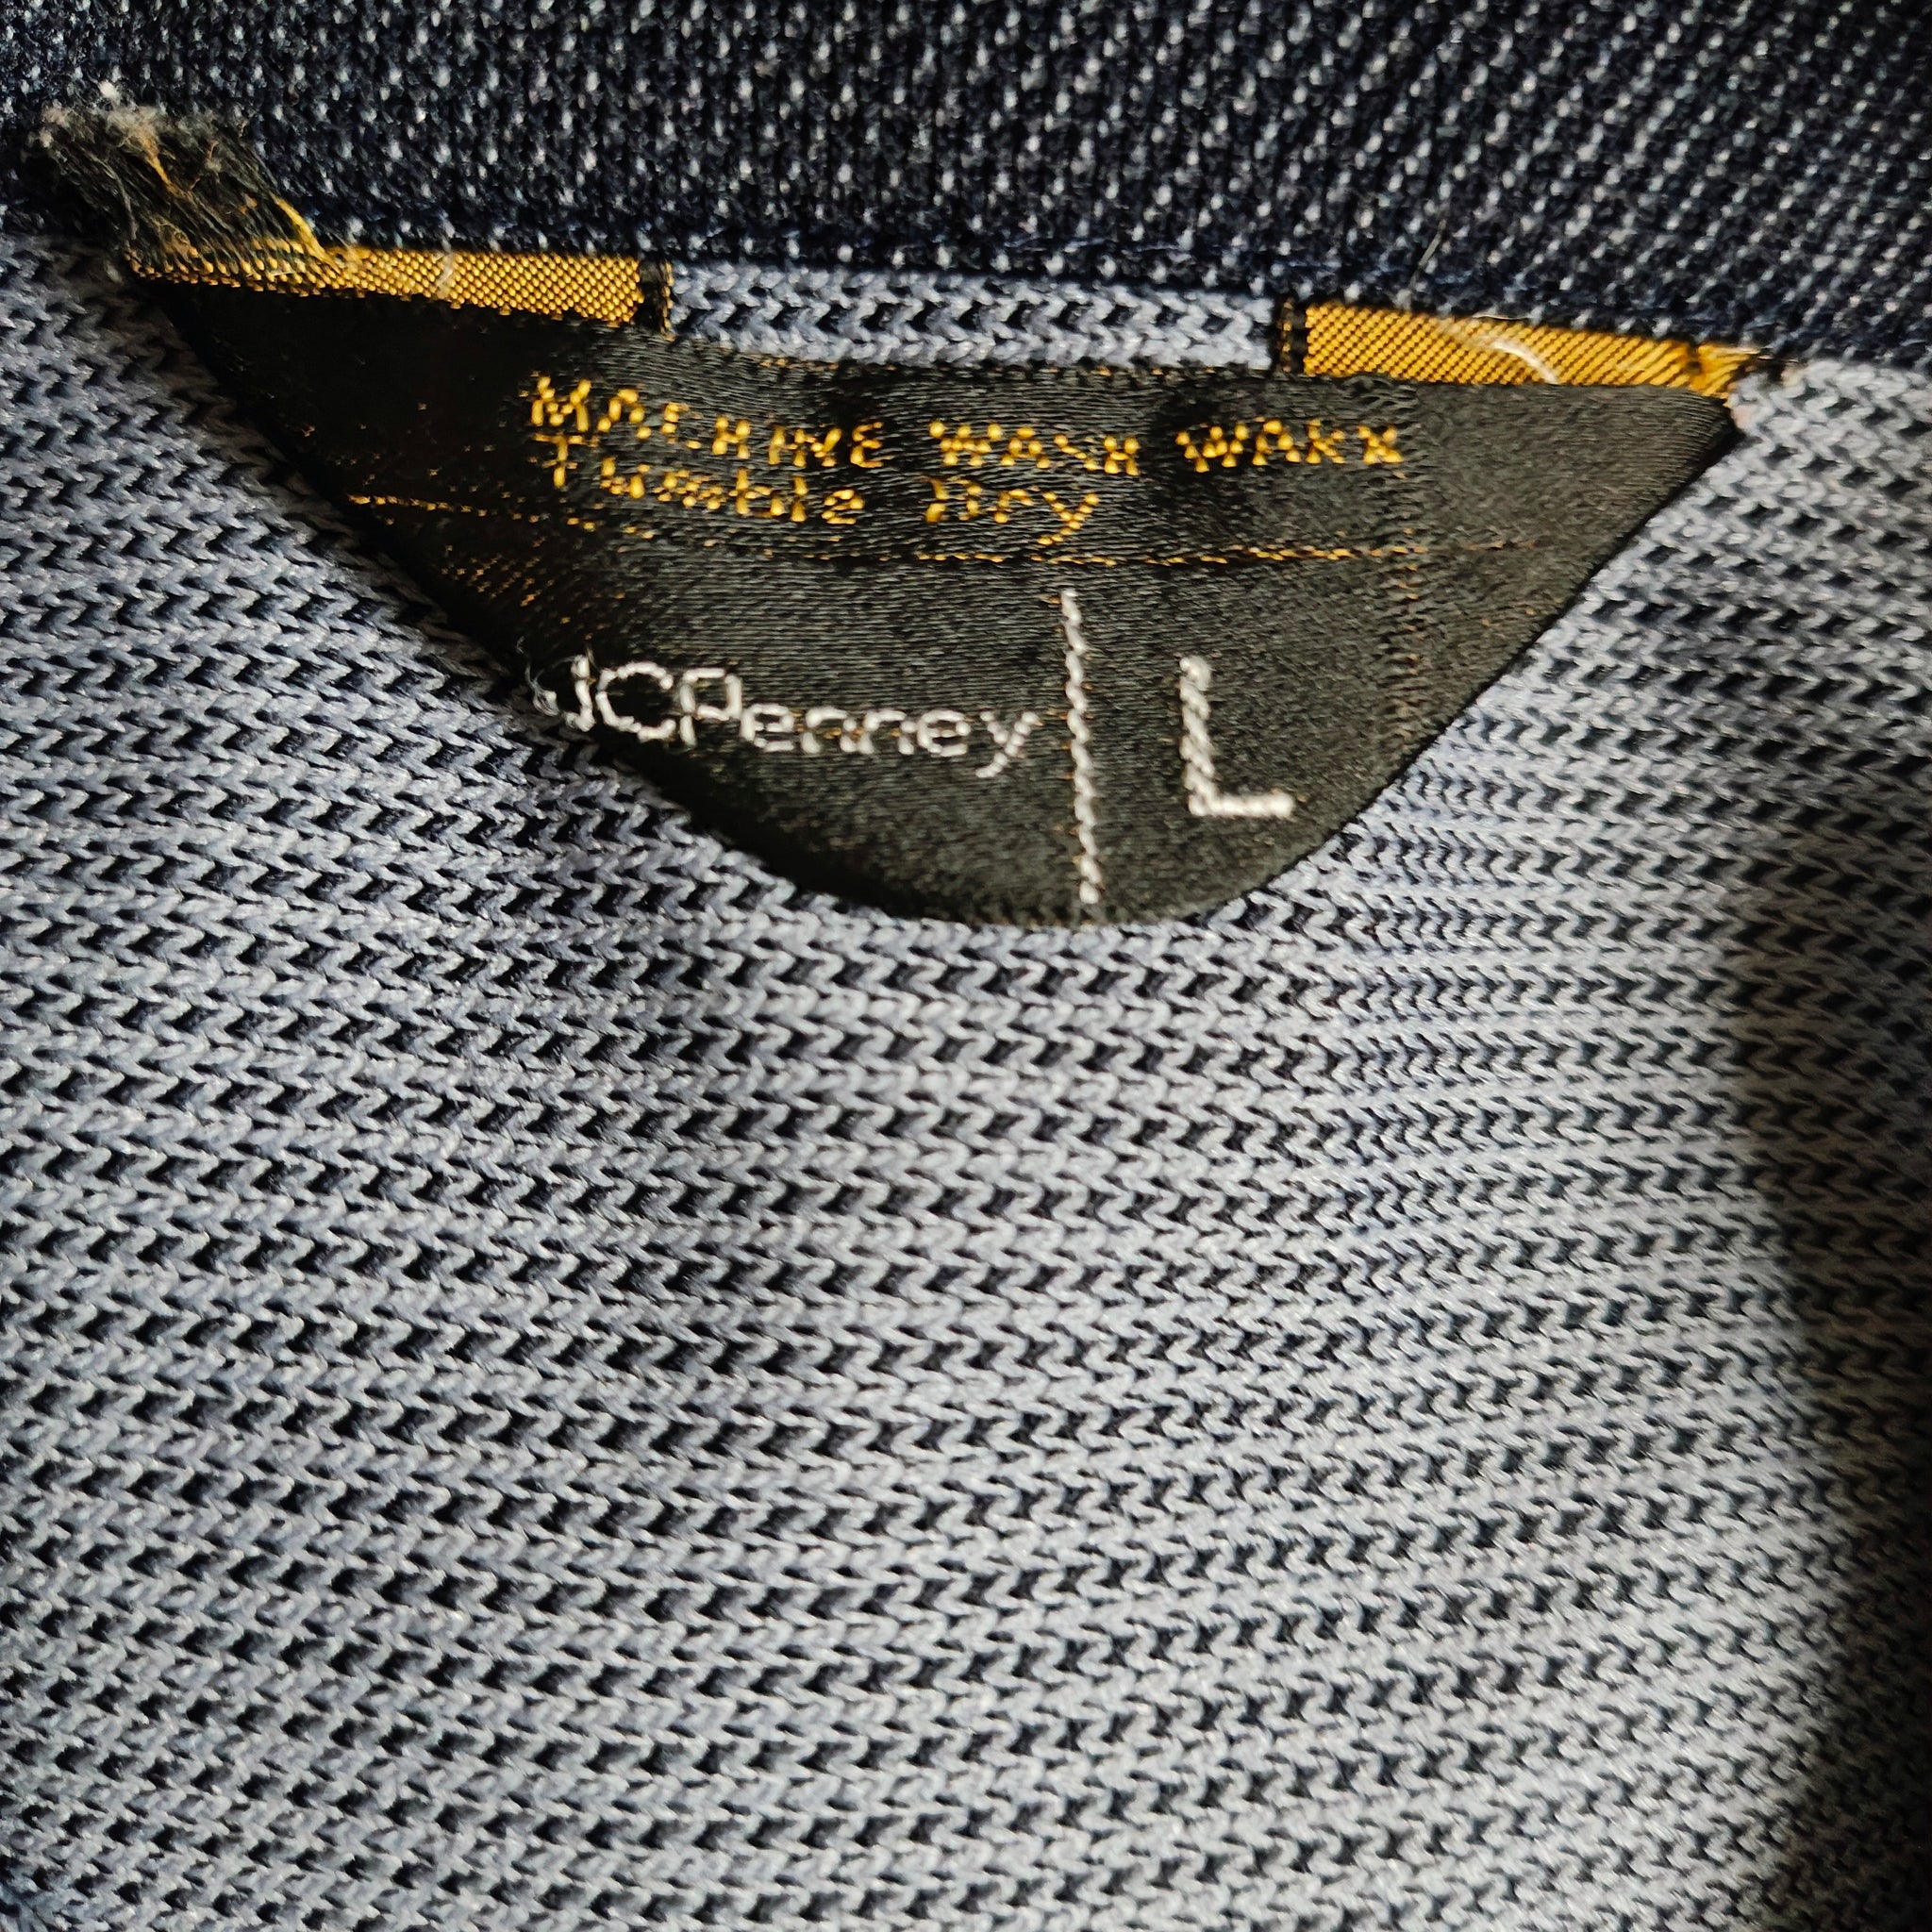 MACHINE WASH WARM
Tumble Dry
JCPenney L